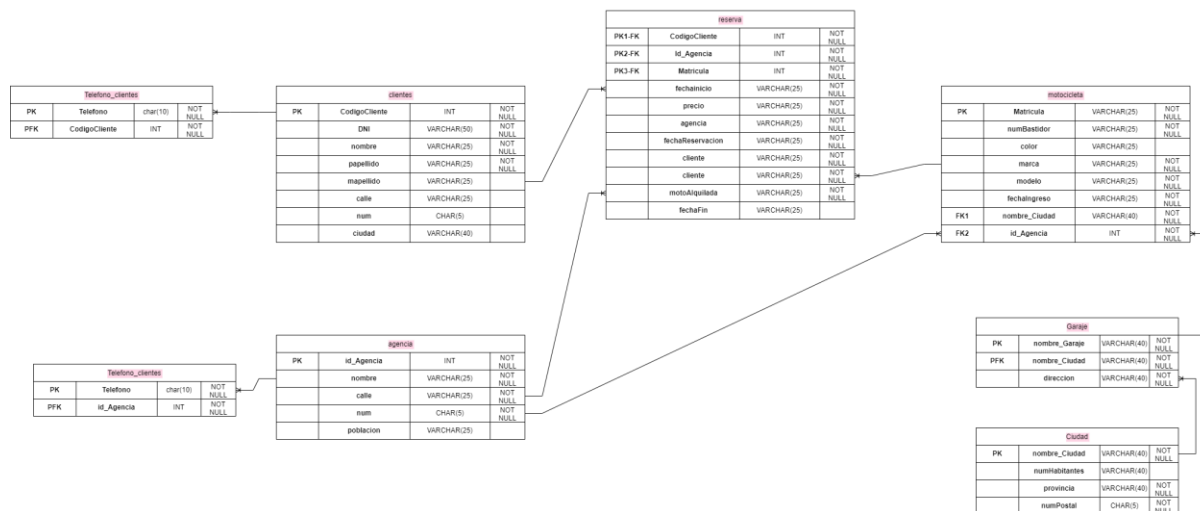 reserva
PK1-FK CodigoCliente INT NOT NULL
PK2-FK Id_Agencia INT NOT NULL
PK3-FK Matricula INT NOT NULL
fechainicio VARCHAR(25) NOT NULL
precio VARCHAR(25) NOT NULL
agencia VARCHAR(25) NOT NULL
fechaReservacion VARCHAR(25) NOT NULL
cliente VARCHAR(25) NOT NULL
cliente VARCHAR(25) NOT NULL
motoAlquilada VARCHAR(25) NOT NULL
fechaFin VARCHAR(25)
Telefono_clientes
PK Telefono char(10) NOT NULL
PFK CodigoCliente INT NOT NULL
clientes
PK CodigoCliente INT NOT NULL
DNI VARCHAR(50) NOT NULL
nombre VARCHAR(25) NOT NULL
papellido VARCHAR(25) NOT NULL
mapellido VARCHAR(25)
calle VARCHAR(25)
num CHAR(5)
ciudad VARCHAR(40)
motocicleta
PK Matricula VARCHAR(25) NOT NULL
numBastidor VARCHAR(25) NOT NULL
color VARCHAR(25)
marca VARCHAR(25) NOT NULL
modelo VARCHAR(25) NOT NULL
fechaIngreso VARCHAR(25) NOT NULL
FK1 nombre_Ciudad VARCHAR(40) NOT NULL
FK2 id_Agencia INT NOT NULL
Telefono_clientes
PK Telefono char(10) NOT NULL
PFK id_Agencia INT NOT NULL
agencia
PK id_Agencia INT NOT NULL
nombre VARCHAR(25) NOT NULL
calle VARCHAR(25) NOT NULL
num CHAR(5) NOT NULL
poblacion VARCHAR(25)
Garaje
PK nombre_Garaje VARCHAR(40) NOT NULL
PFK nombre_Ciudad VARCHAR(40) NOT NULL
direccion VARCHAR(40) NOT NULL
Ciudad
PK nombre_Ciudad VARCHAR(40) NOT NULL
numHabitantes VARCHAR(40)
provincia VARCHAR(40) NOT NULL
numPostal CHAR(5) NOT NULL